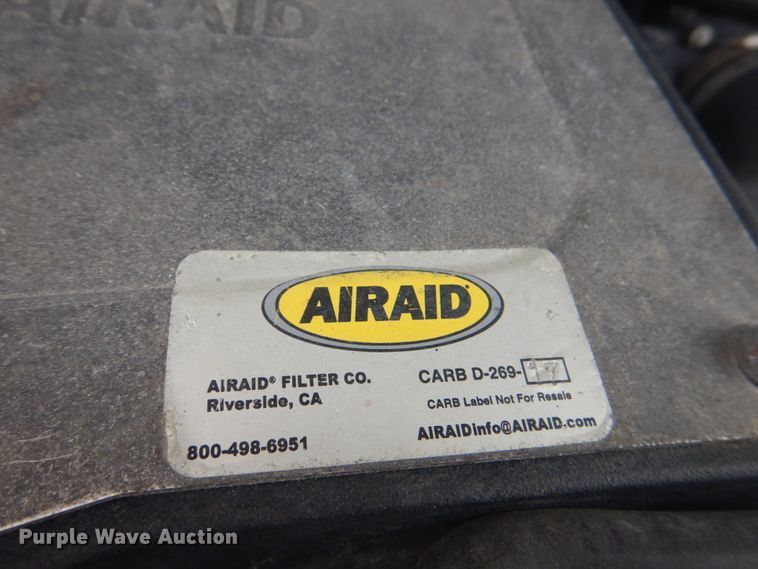 AIRAID
AIRAID
AIRAID® FILTER CO.
Riverside, CA
800-498-6951
CARB D-269-
CARB Label Not For Resale
AIRAIDinfo@AIRAID.com
Purple Wave Auction